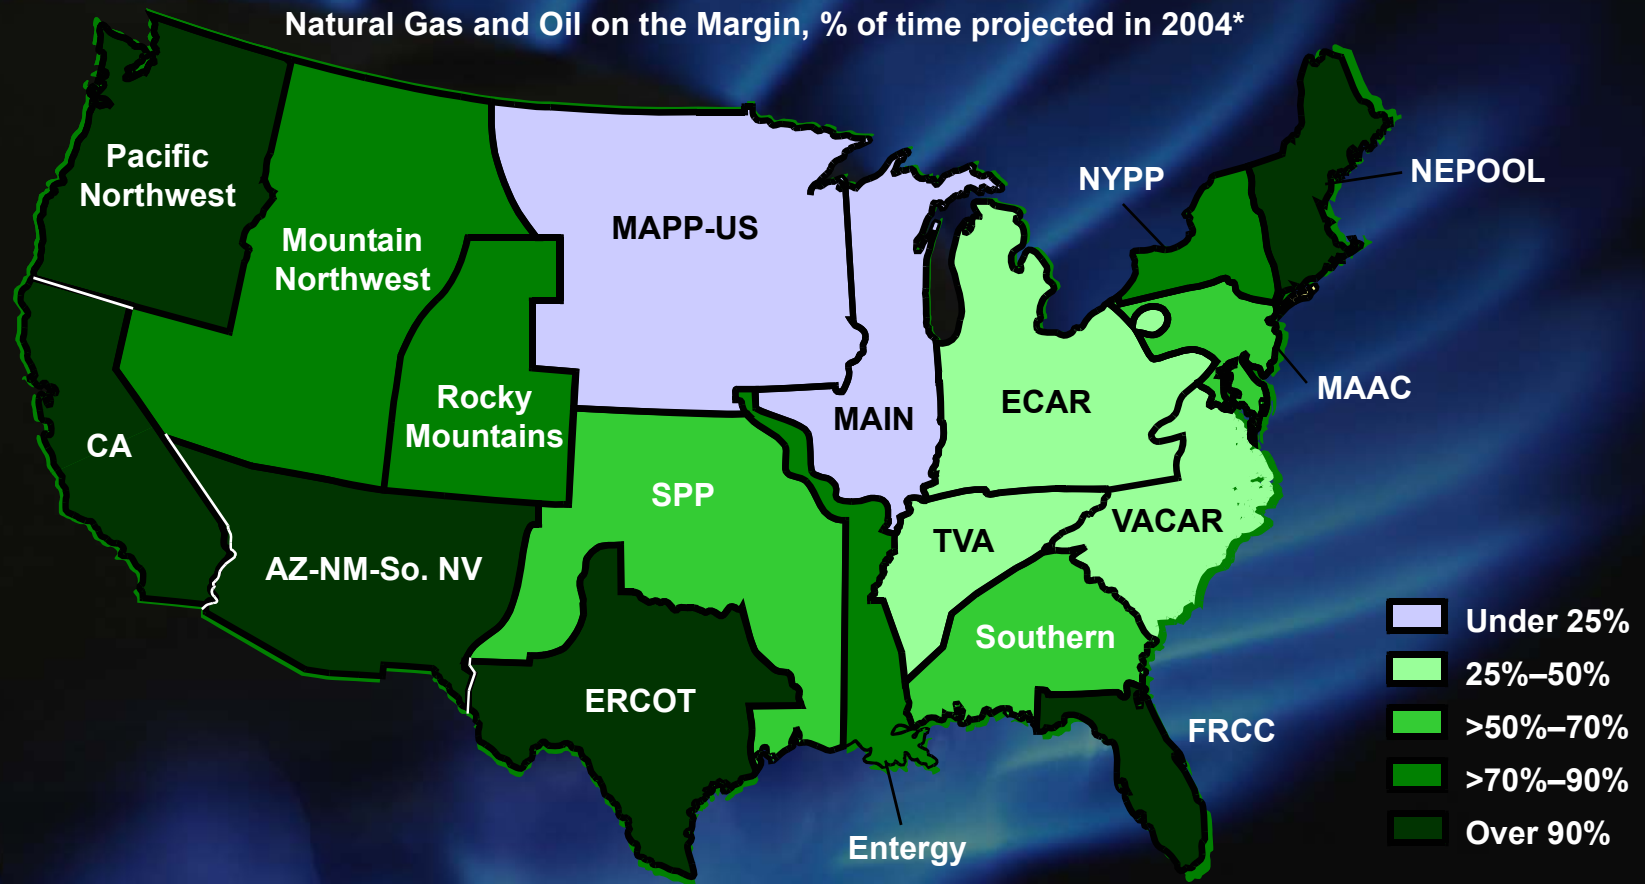 Natural Gas and Oil on the Margin, % of time projected in 2004*
Pacific
Northwest
Mountain
Northwest
MAPP-US
NYPP
NEPOOL
Rocky
Mountains
CA
MAIN
ECAR
MAAC
SPP
AZ-NM-So. NV
TVA
VACAR
Southern
ERCOT
FRCC
Entergy
Under 25%
25%–50%
>50%–70%
>70%–90%
Over 90%